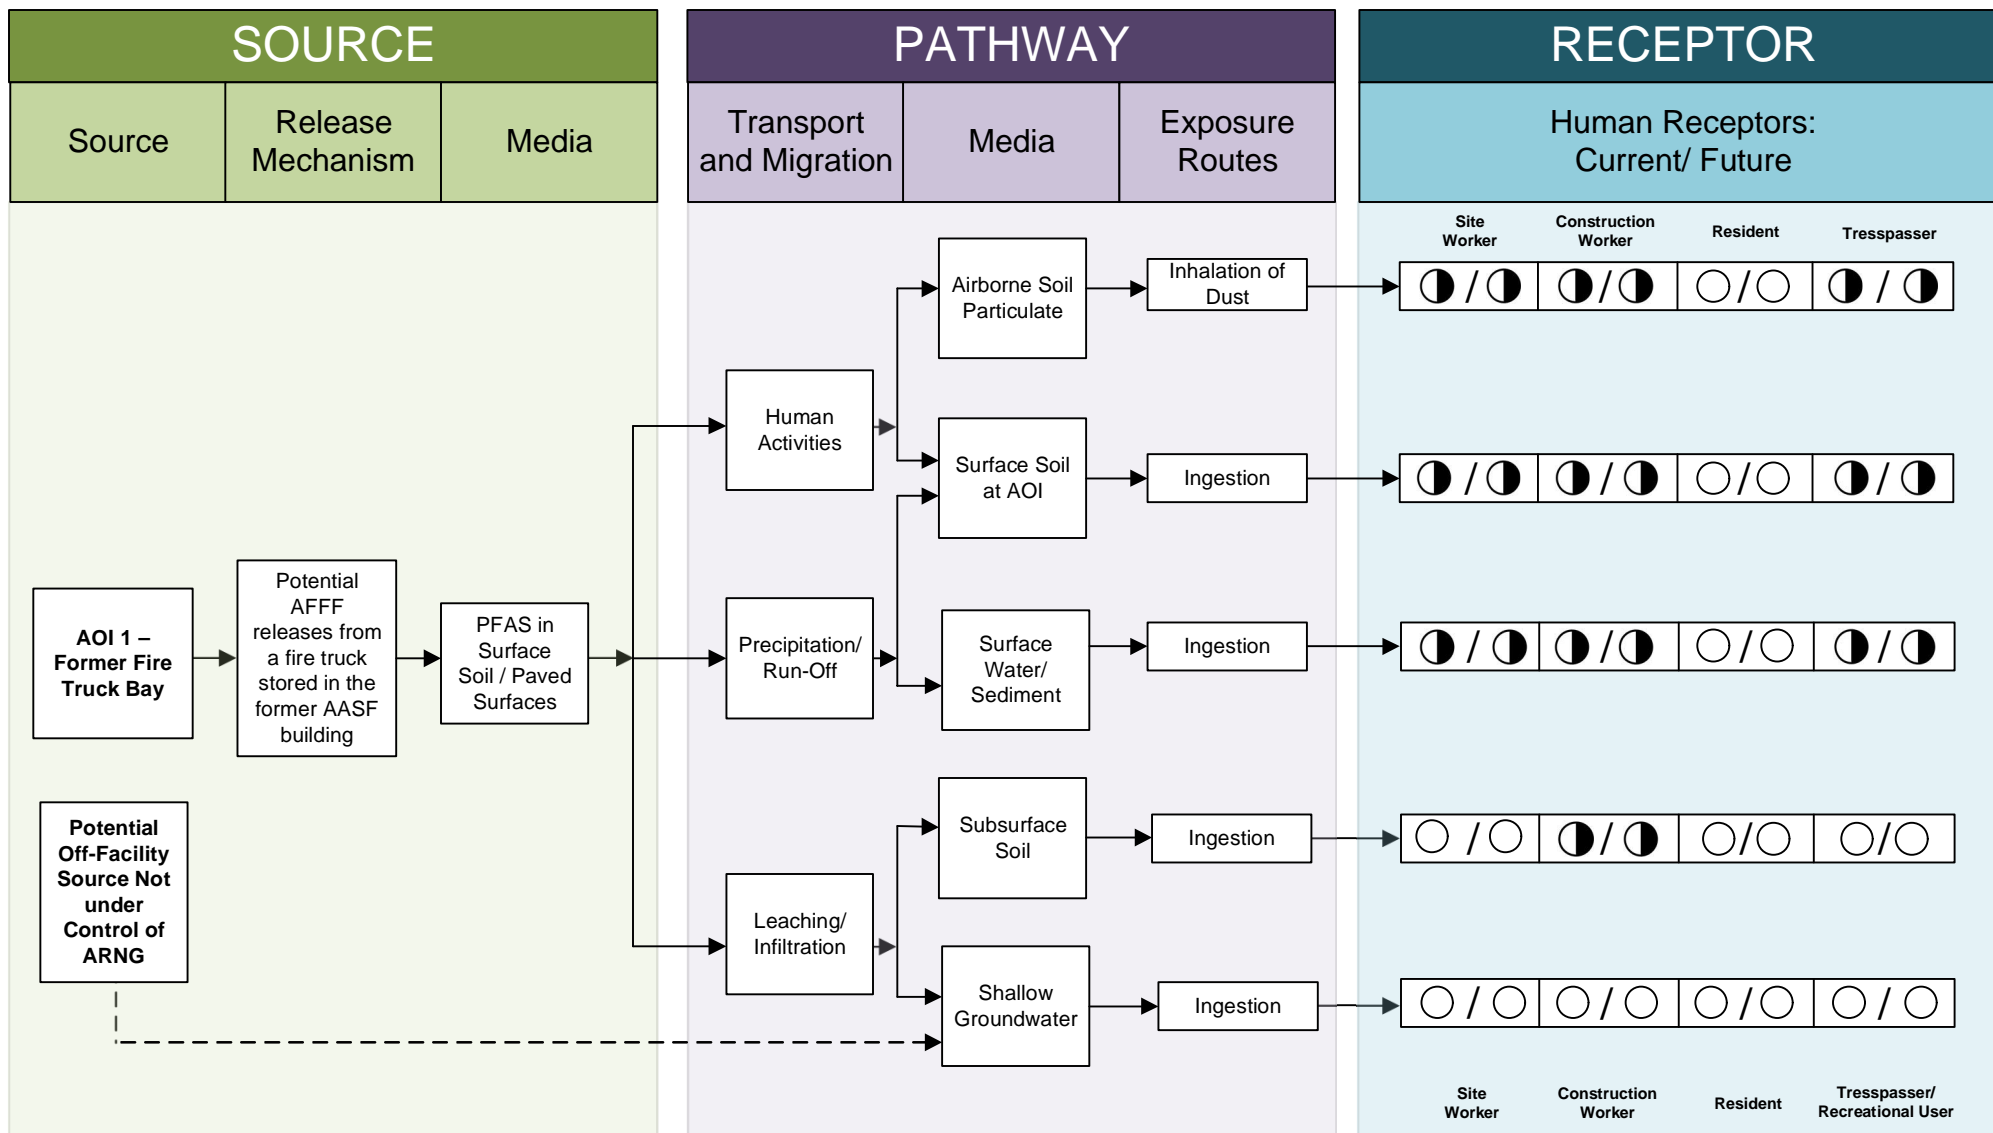 SOURCE
PATHWAY
RECEPTOR
Source
Release
Mechanism
Media
Transport
and Migration
Media
Exposure
Routes
Human Receptors:
Current/ Future
Site
Worker
Construction
Worker
Resident
Tresspasser
Airborne Soil
Particulate
Inhalation of
Dust
/
/
/
/
Human
Activities
Surface Soil
at AOI
Ingestion
/
/
/
/
AOI 1 –
Former Fire
Truck Bay
Potential
AFFF
releases from
a fire truck
stored in the
former AASF
building
PFAS in
Surface
Soil / Paved
Surfaces
Precipitation/
Run-Off
Surface
Water/
Sediment
Ingestion
/
/
/
/
Potential
Off-Facility
Source Not
under
Control of
ARNG
Subsurface
Soil
Ingestion
/
/
/
/
Leaching/
Infiltration
Shallow
Groundwater
Ingestion
/
/
/
/
Site
Worker
Construction
Worker
Resident
Tresspasser/
Recreational User